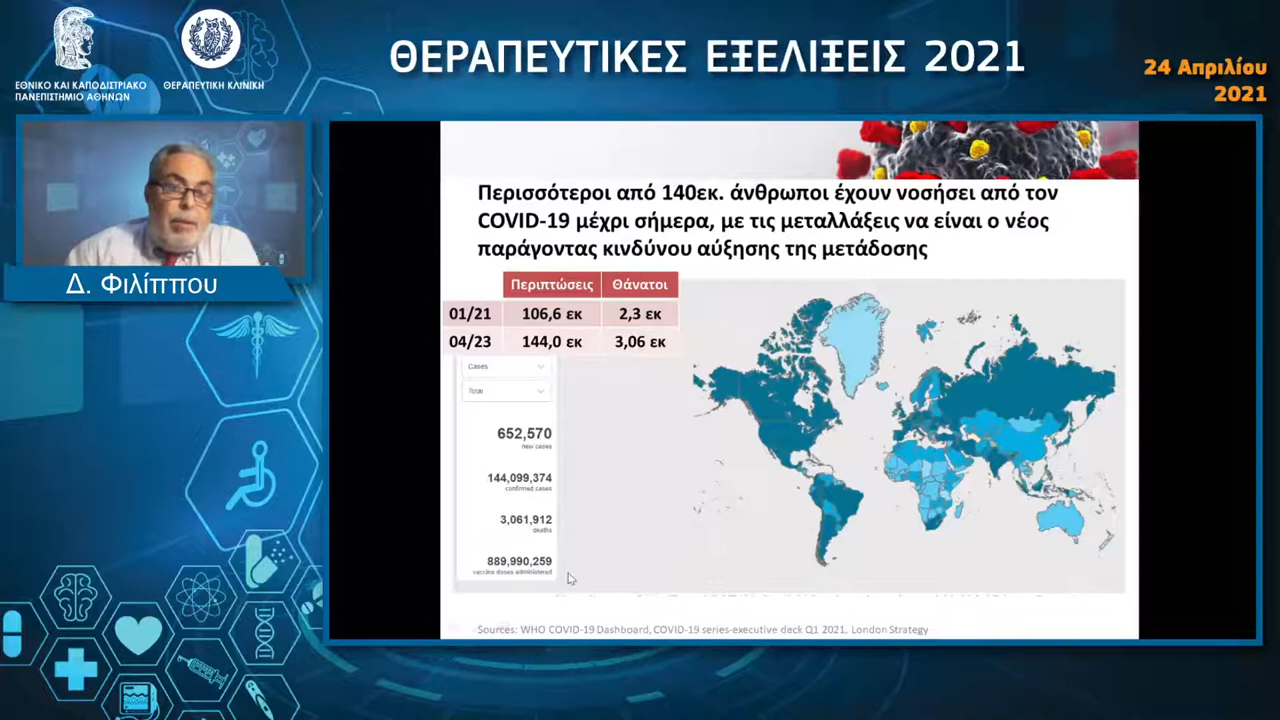 ΘΕΡΑΠΕΥΤΙΚΕΣ ΕΞΕΛΙΞΕΙΣ 2021
24 Απριλίου
2021
ΕΘΝΙΚΟ ΚΑΙ ΚΑΠΟΔΙΣΤΡΙΑΚΟ
ΠΑΝΕΠΙΣΤΗΜΙΟ ΑΘΗΝΩΝ
ΘΕΡΑΠΕΥΤΙΚΗ ΚΛΙΝΙΚΗ
Δ. Φιλίππου
Περισσότεροι από 140εκ. άνθρωποι έχουν νοσήσει από τον
COVID-19 μέχρι σήμερα, με τις μεταλλάξεις να είναι ο νέος
παράγοντας κινδύνου αύξησης της μετάδοσης
Περιπτώσεις Θάνατοι
01/21 106,6 εκ 2,3 εκ
04/23 144,0 εκ 3,06 εκ
Cases
Total
652,570
new cases
144,099,374
confirmed cases
3,061,912
deaths
889,990,259
vaccine doses administered
Sources: WHO COVID-19 Dashboard, COVID-19 series-executive deck Q1 2021, London Strategy